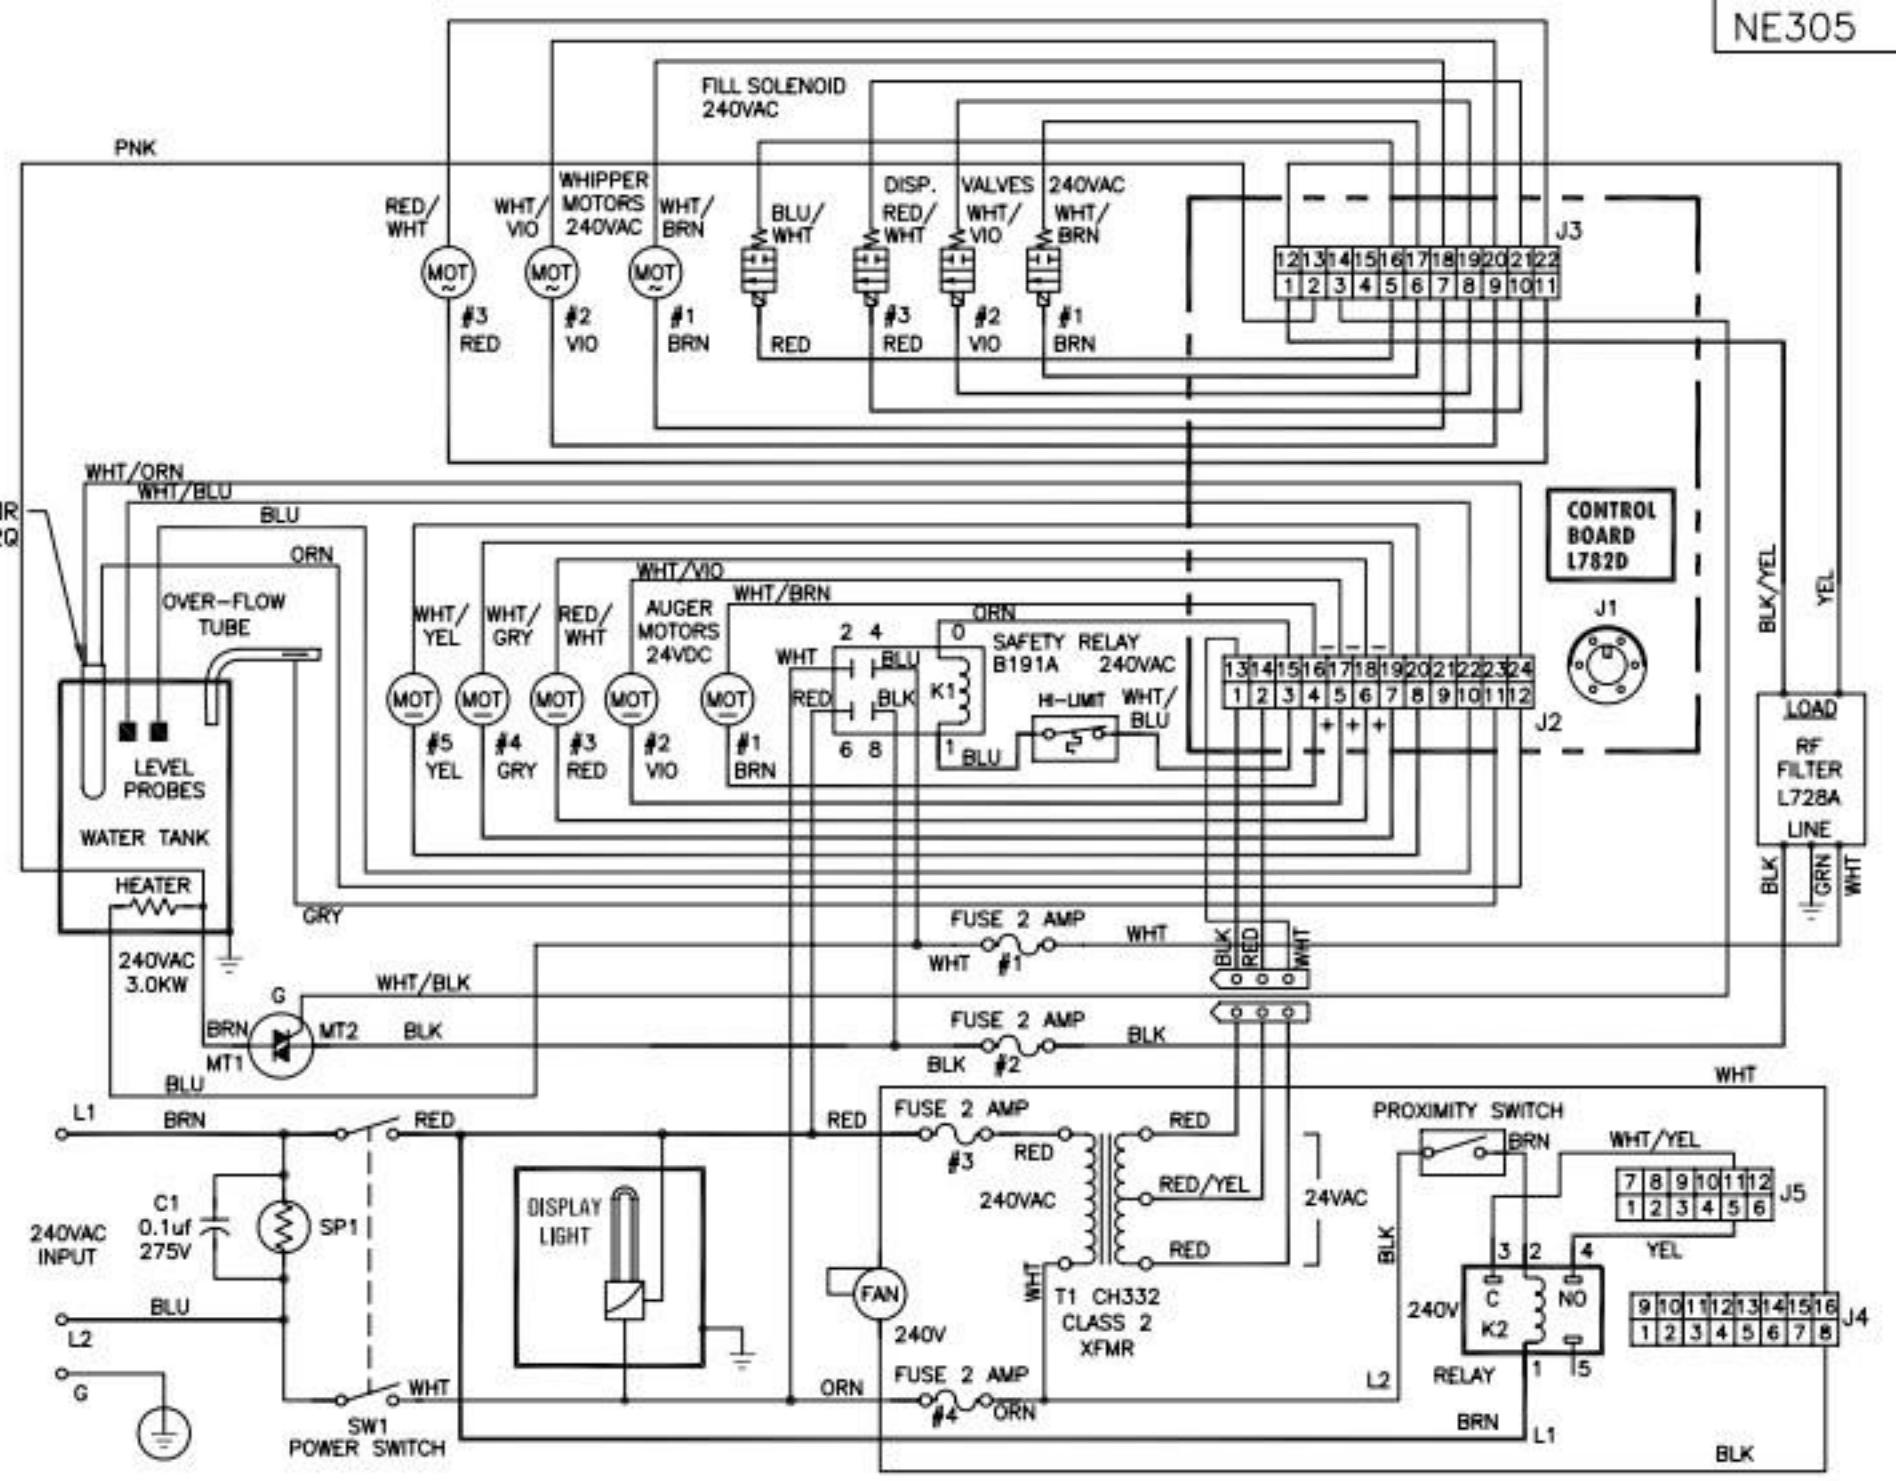 NE305
FILL SOLENOID
240VAC
PNK
RED/
WHT
WHT/
VIO
WHIPPER
MOTORS
240VAC
WHT/
BRN
BLU/
WHT
DISP. VALVES 240VAC
RED/
WHT
WHT/
VIO
WHT/
BRN
J3
12 13 14 15 16 17 18 19 20 21 22
1 2 3 4 5 6 7 8 9 10 11
MOT
MOT
MOT
#3
RED
#2
VIO
#1
BRN
RED
#3
RED
#2
VIO
#1
BRN
WHT/ORN
WHT/BLU
BLU
ORN
OVER-FLOW
TUBE
CONTROL
BOARD
L782D
J1
BLK/YEL
YEL
WHT/VIO
WHT/BRN
WHT/
YEL
WHT/
GRY
RED/
WHT
AUGER
MOTORS
24VDC
ORN
2 4 0
WHT
BLU
RED
BLK
K1
6 8 1
SAFETY RELAY
B191A 240VAC
HI-LIMIT
WHT/
BLU
BLU
- - -
13 14 15 16 17 18 19 20 21 22 23 24
1 2 3 4 5 6 7 8 9 10 11 12
+ + +
J2
MOT
MOT
MOT
MOT
MOT
#5
YEL
#4
GRY
#3
RED
#2
VIO
#1
BRN
LEVEL
PROBES
WATER TANK
HEATER
240VAC
3.0KW
GRY
LOAD
RF
FILTER
L728A
LINE
BLK
GRN
WHT
FUSE 2 AMP
WHT
#1
WHT
BLK
RED
WHT
WHT/BLK
G
BRN
MT1
MT2
BLK
FUSE 2 AMP
BLK
#2
BLK
BLU
L1
BRN
RED
RED
FUSE 2 AMP
#3
RED
RED
240VAC
RED/YEL
24VAC
RED
WHT
T1 CH332
CLASS 2
XFMR
WHT
PROXIMITY SWITCH
BRN
WHT/YEL
7 8 9 10 11 12
1 2 3 4 5 6
J5
YEL
BLK
3 2 4
C
NO
K2
240V
RELAY
1 5
9 10 11 12 13 14 15 16
1 2 3 4 5 6 7 8
J4
C1
0.1uf
275V
SP1
240VAC
INPUT
DISPLAY
LIGHT
BLU
L2
G
FAN
240V
WHT
SW1
POWER SWITCH
ORN
FUSE 2 AMP
#4
ORN
L2
BRN
L1
BLK